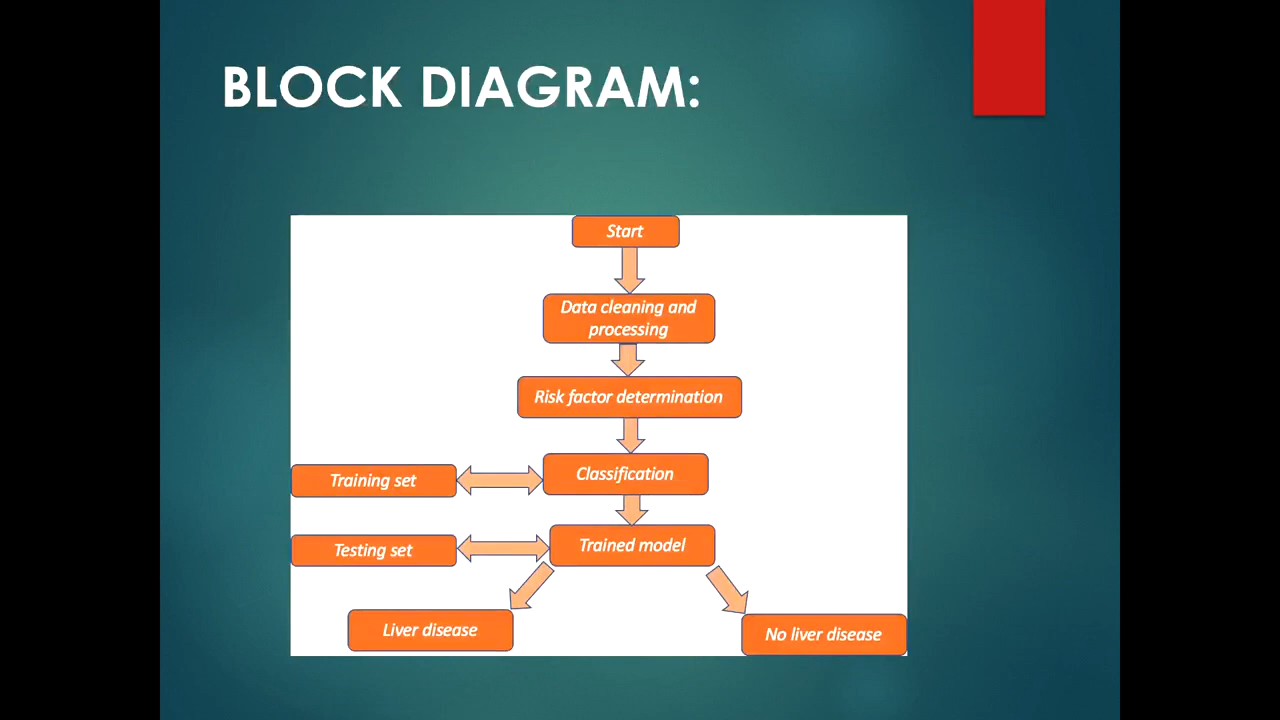 BLOCK DIAGRAM:
Start
Data cleaning and
processing
Risk factor determination
Training set
Classification
Testing set
Trained model
Liver disease
No liver disease